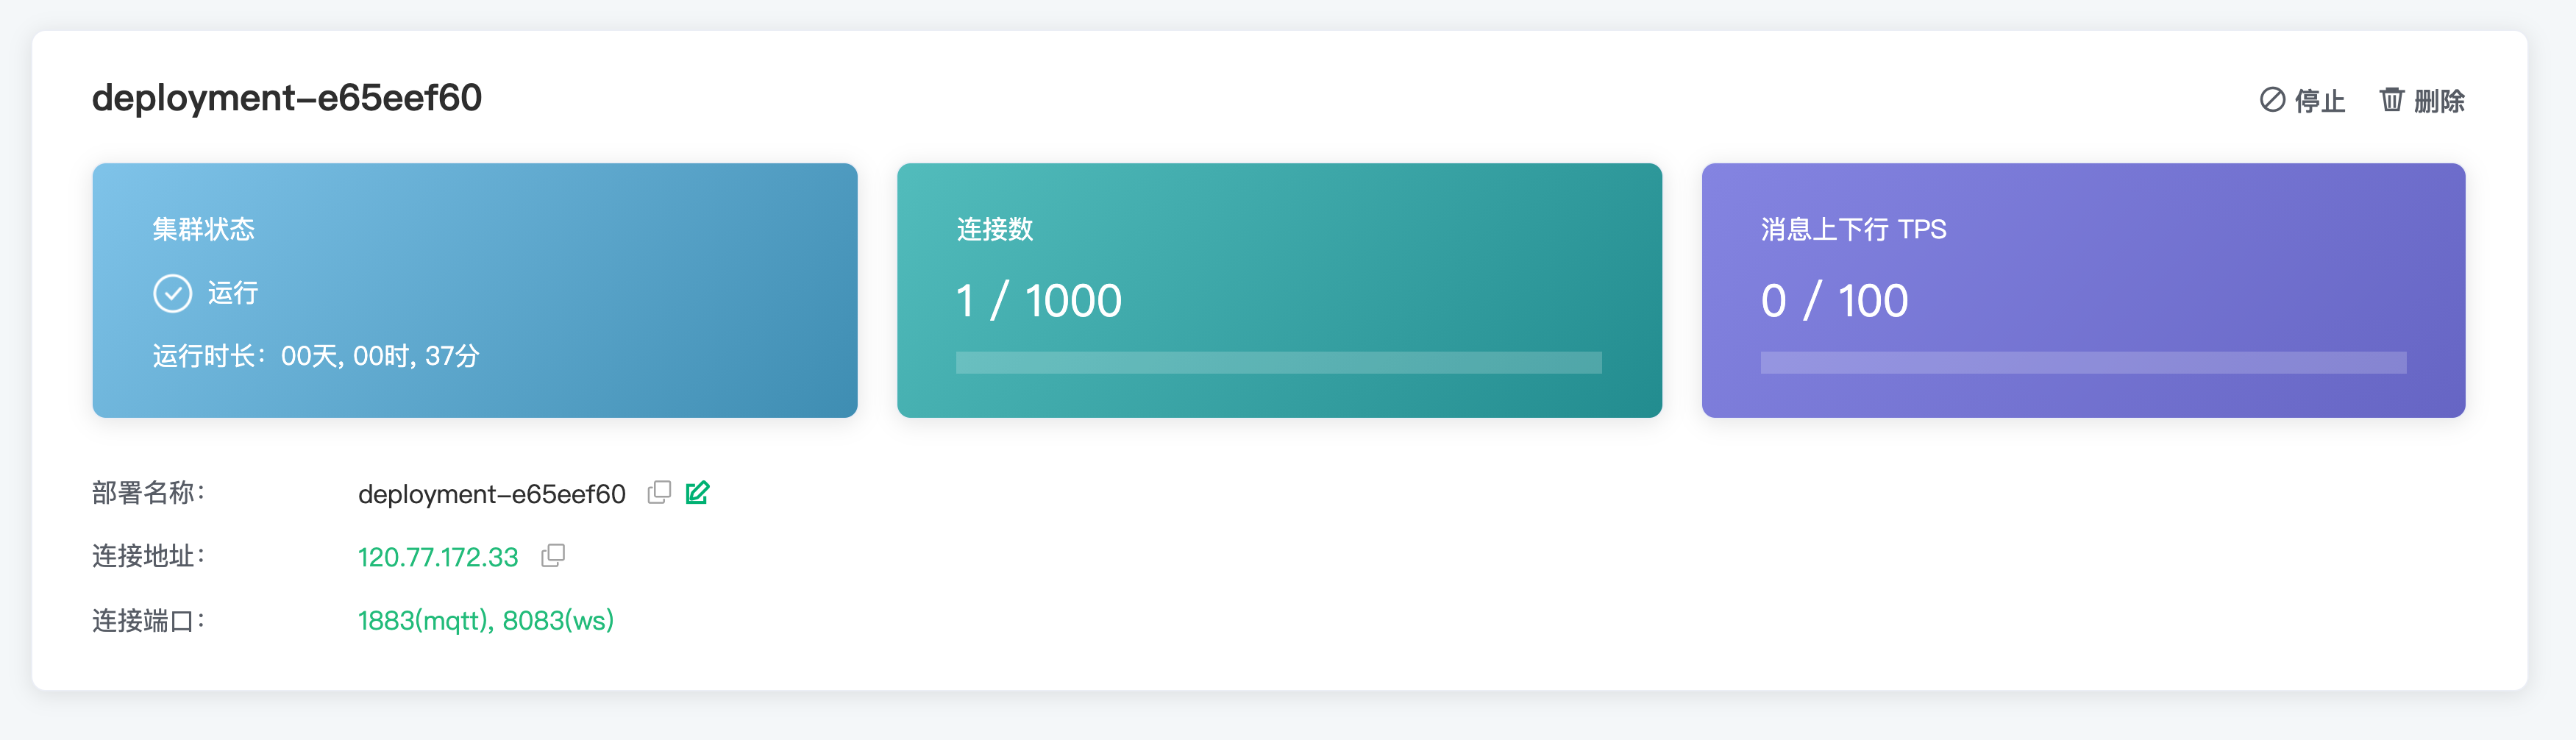 deployment-e65eef60
停止 删除
集群状态
运行
运行时长：00天, 00时, 37分
连接数
1 / 1000
消息上下行 TPS
0 / 100
部署名称： deployment-e65eef60
连接地址： 120.77.172.33
连接端口： 1883(mqtt), 8083(ws)